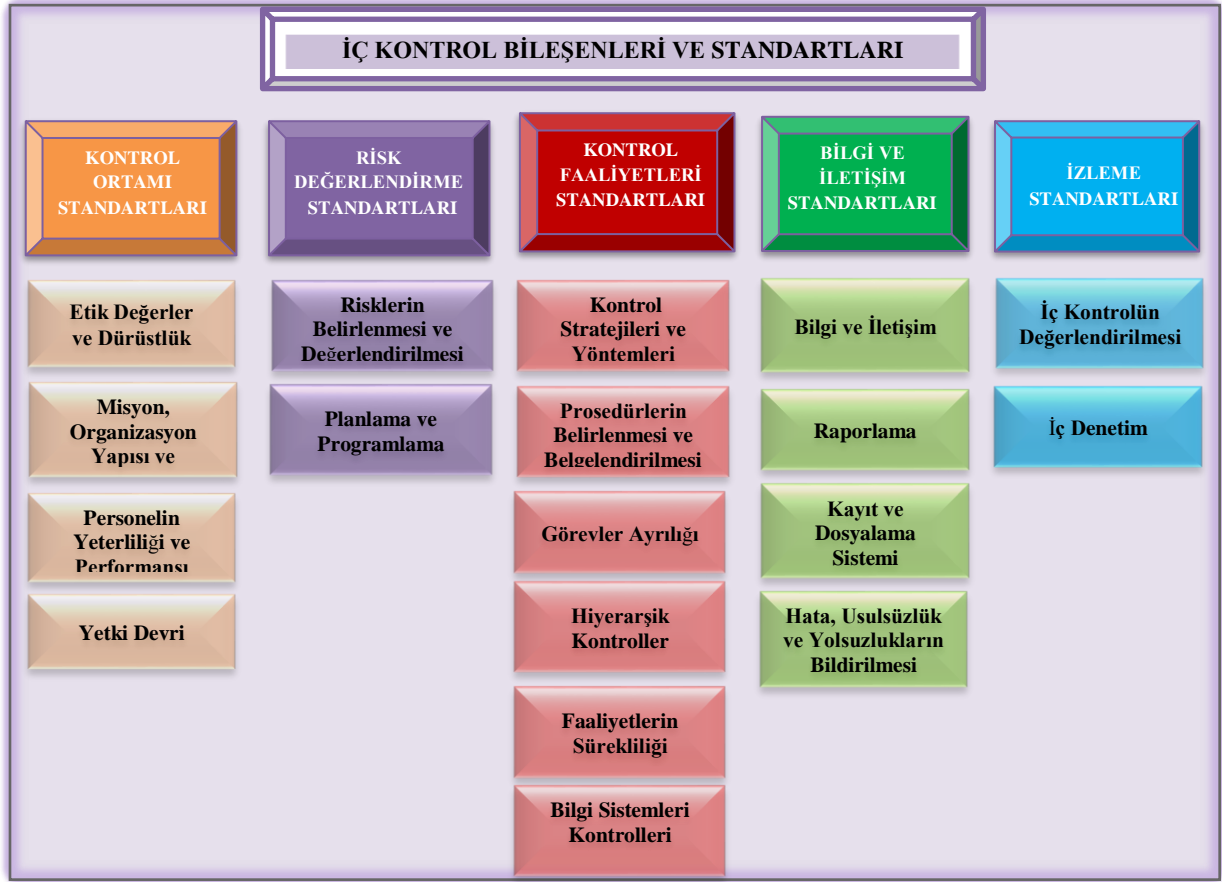 İÇ KONTROL BİLEŞENLERİ VE STANDARTLARI
KONTROL
ORTAMI
STANDARTLARI
Etik Değerler
ve Dürüstlük
Misyon,
Organizasyon
Yapısı ve
Personelin
Yeterliliği ve
Performansı
Yetki Devri
RİSK
DEĞERLENDİRME
STANDARTLARI
Risklerin
Belirlenmesi ve
Değerlendirilmesi
Planlama ve
Programlama
KONTROL
FAALİYETLERİ
STANDARTLARI
Kontrol
Stratejileri ve
Yöntemleri
Prosedürlerin
Belirlenmesi ve
Belgelendirilmesi
Görevler Ayrılığı
Hiyerarşik
Kontroller
Faaliyetlerin
Sürekliliği
Bilgi Sistemleri
Kontrolleri
BİLGİ VE
İLETİŞİM
STANDARTLARI
Bilgi ve İletişim
Raporlama
Kayıt ve
Dosyalama
Sistemi
Hata, Usulsüzlük
ve Yolsuzlukların
Bildirilmesi
İZLEME
STANDARTLARI
İç Kontrolün
Değerlendirilmesi
İç Denetim